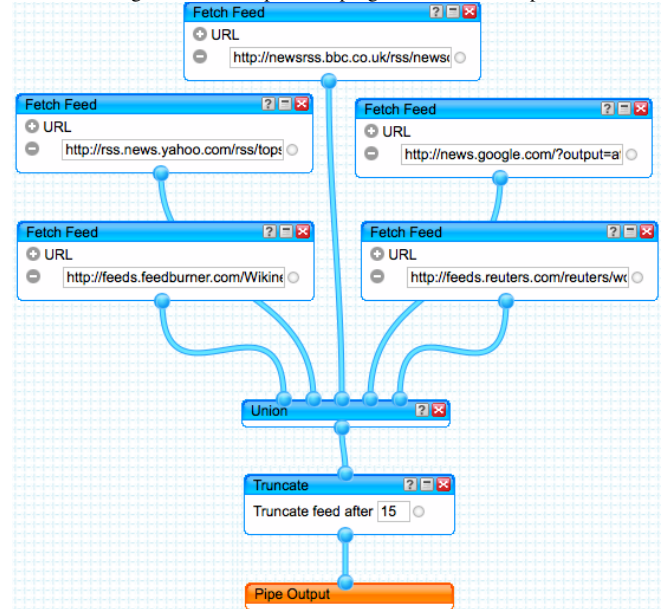 Fetch Feed
URL
http://newsrss.bbc.co.uk/rss/newso
Fetch Feed
URL
http://rss.news.yahoo.com/rss/tops
Fetch Feed
URL
http://news.google.com/?output=at
Fetch Feed
URL
http://feeds.feedburner.com/Wikine
Fetch Feed
URL
http://feeds.reuters.com/reuters/wo
Union
Truncate
Truncate feed after 15
Pipe Output